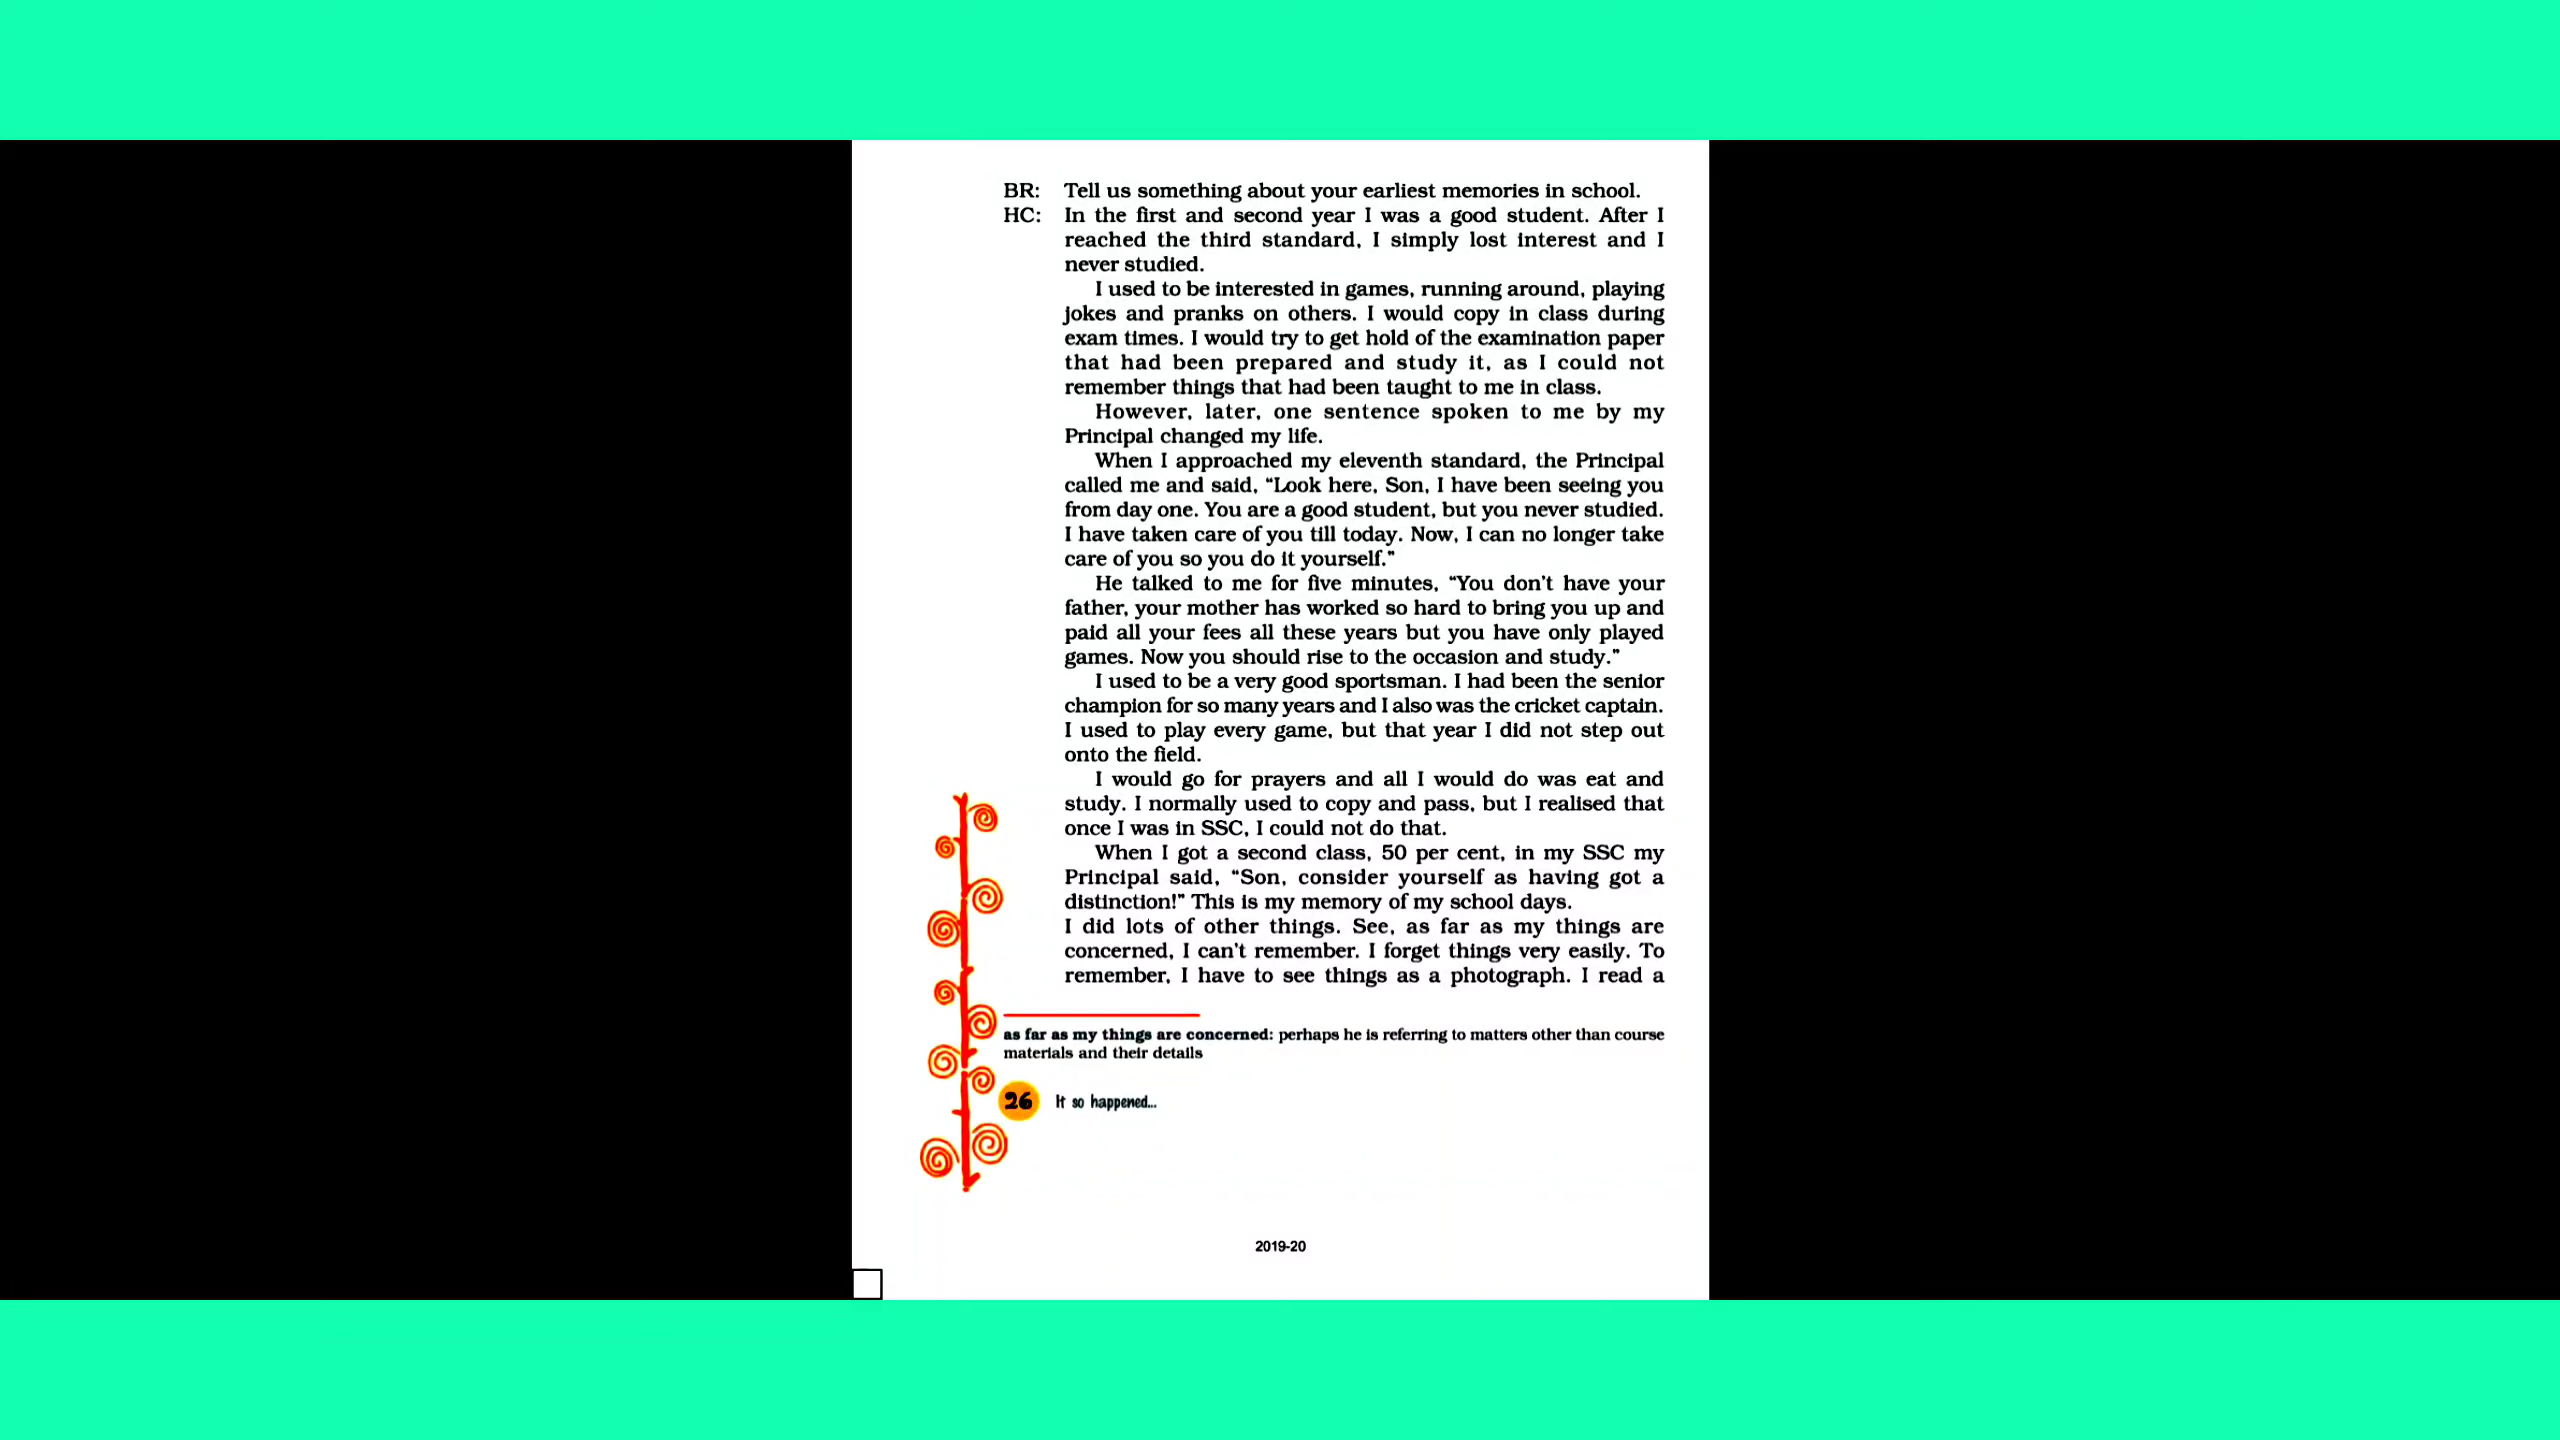 BR: Tell us something about your earliest memories in school.
HC: In the first and second year I was a good student. After I
reached the third standard, I simply lost interest and I
never studied.
I used to be interested in games, running around, playing
jokes and pranks on others. I would copy in class during
exam times. I would try to get hold of the examination paper
that had been prepared and study it, as I could not
remember things that had been taught to me in class.
However, later, one sentence spoken to me by my
Principal changed my life.
When I approached my eleventh standard, the Principal
called me and said, “Look here, Son, I have been seeing you
from day one. You are a good student, but you never studied.
I have taken care of you till today. Now, I can no longer take
care of you so you do it yourself.”
He talked to me for five minutes, “You don’t have your
father, your mother has worked so hard to bring you up and
paid all your fees all these years but you have only played
games. Now you should rise to the occasion and study.”
I used to be a very good sportsman. I had been the senior
champion for so many years and I also was the cricket captain.
I used to play every game, but that year I did not step out
onto the field.
I would go for prayers and all I would do was eat and
study. I normally used to copy and pass, but I realised that
once I was in SSC, I could not do that.
When I got a second class, 50 per cent, in my SSC my
Principal said, “Son, consider yourself as having got a
distinction!” This is my memory of my school days.
I did lots of other things. See, as far as my things are
concerned, I can’t remember. I forget things very easily. To
remember, I have to see things as a photograph. I read a
as far as my things are concerned: perhaps he is referring to matters other than course
materials and their details
26 It so happened...
2019-20